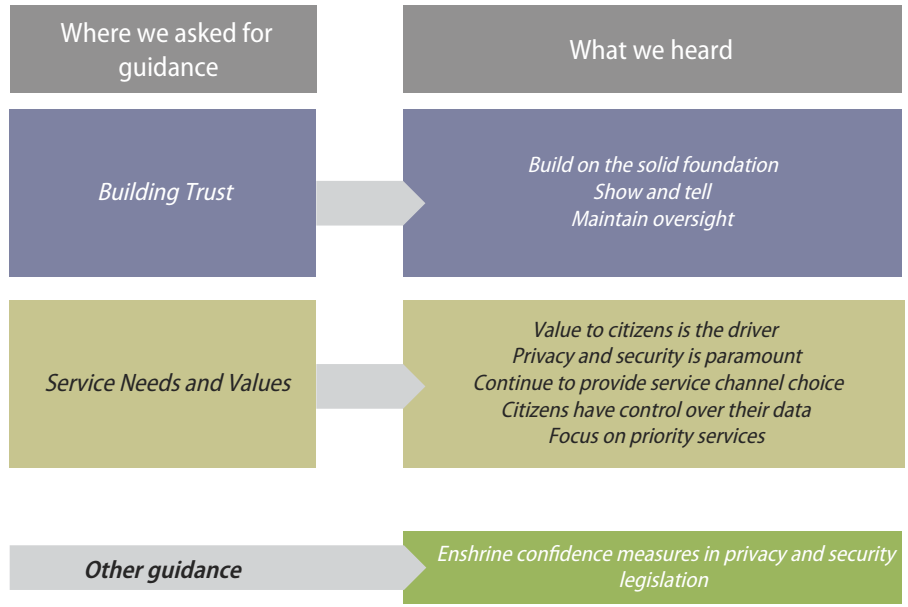 Where we asked for
guidance
What we heard
Building Trust
Build on the solid foundation
Show and tell
Maintain oversight
Service Needs and Values
Value to citizens is the driver
Privacy and security is paramount
Continue to provide service channel choice
Citizens have control over their data
Focus on priority services
Other guidance
Enshrine confidence measures in privacy and security
legislation